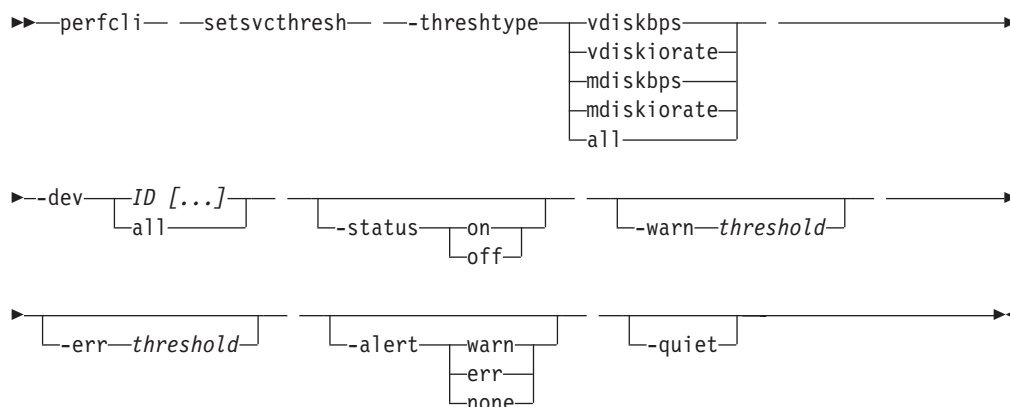 perfcli setsvcthresh -threshtype vdiskbps
vdiskiorate
mdiskbps
mdiskiorate
all
-dev ID [...] -status on -warn threshold
all off
-err threshold -alert warn -quiet
err
none